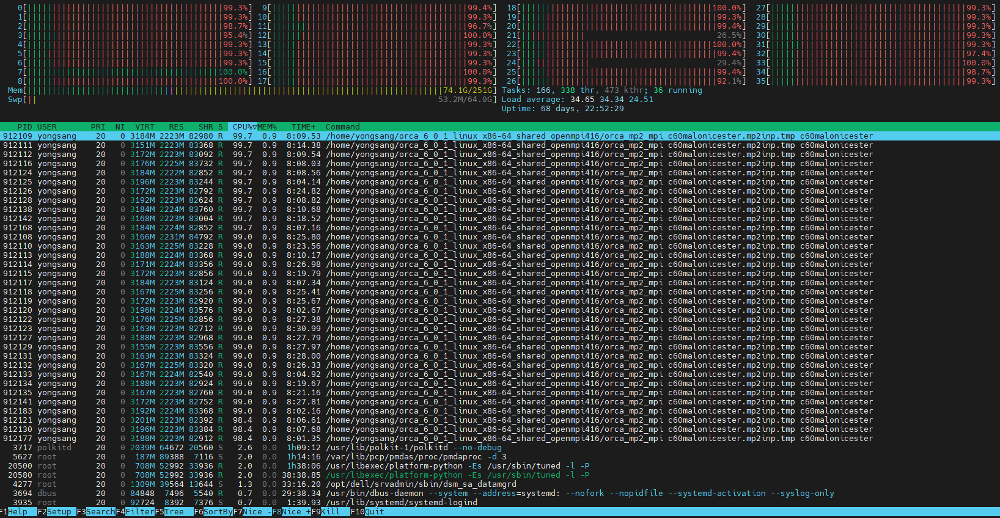 0[99.3%] 9[99.4%] 18[100.0%] 27[99.3%]
1[99.3%] 10[99.3%] 19[99.3%] 28[99.3%]
2[98.7%] 11[96.7%] 20[99.4%] 29[99.3%]
3[95.4%] 12[100.0%] 21[26.5%] 30[99.3%]
4[99.3%] 13[99.3%] 22[100.0%] 31[99.3%]
5[99.3%] 14[99.3%] 23[99.4%] 32[97.4%]
6[99.3%] 15[99.3%] 24[29.4%] 33[100.0%]
7[100.0%] 16[100.0%] 25[99.4%] 34[98.7%]
8[100.0%] 17[99.3%] 26[92.1%] 35[99.3%]
Mem[74.1G/251G] Tasks: 166, 338 thr, 473 kthr; 36 running
Swp[53.2M/64.0G] Load average: 34.65 34.34 24.51
Uptime: 68 days, 22:52:29
PID USER PRI NI VIRT RES SHR S CPU%▽MEM% TIME+ Command
912109 yongsang 20 0 3184M 2223M 82980 R 99.7 0.9 8:09.53 /home/yongsang/orca_6_0_1_linux_x86-64_shared_openmpi416/orca_mp2_mpi c60malonicester.mp2inp.tmp c60malonicester
912111 yongsang 20 0 3151M 2223M 83368 R 99.7 0.9 8:14.38 /home/yongsang/orca_6_0_1_linux_x86-64_shared_openmpi416/orca_mp2_mpi c60malonicester.mp2inp.tmp c60malonicester
912112 yongsang 20 0 3172M 2223M 83092 R 99.7 0.9 8:09.54 /home/yongsang/orca_6_0_1_linux_x86-64_shared_openmpi416/orca_mp2_mpi c60malonicester.mp2inp.tmp c60malonicester
912116 yongsang 20 0 3176M 2225M 83732 R 99.7 0.9 8:08.03 /home/yongsang/orca_6_0_1_linux_x86-64_shared_openmpi416/orca_mp2_mpi c60malonicester.mp2inp.tmp c60malonicester
912124 yongsang 20 0 3184M 2222M 82852 R 99.7 0.9 8:08.56 /home/yongsang/orca_6_0_1_linux_x86-64_shared_openmpi416/orca_mp2_mpi c60malonicester.mp2inp.tmp c60malonicester
912125 yongsang 20 0 3196M 2223M 83244 R 99.7 0.9 8:04.14 /home/yongsang/orca_6_0_1_linux_x86-64_shared_openmpi416/orca_mp2_mpi c60malonicester.mp2inp.tmp c60malonicester
912126 yongsang 20 0 3172M 2223M 82792 R 99.7 0.9 8:24.82 /home/yongsang/orca_6_0_1_linux_x86-64_shared_openmpi416/orca_mp2_mpi c60malonicester.mp2inp.tmp c60malonicester
912128 yongsang 20 0 3192M 2223M 82624 R 99.7 0.9 8:08.82 /home/yongsang/orca_6_0_1_linux_x86-64_shared_openmpi416/orca_mp2_mpi c60malonicester.mp2inp.tmp c60malonicester
912138 yongsang 20 0 3184M 2224M 83760 R 99.7 0.9 8:10.68 /home/yongsang/orca_6_0_1_linux_x86-64_shared_openmpi416/orca_mp2_mpi c60malonicester.mp2inp.tmp c60malonicester
912142 yongsang 20 0 3168M 2223M 83004 R 99.7 0.9 8:18.52 /home/yongsang/orca_6_0_1_linux_x86-64_shared_openmpi416/orca_mp2_mpi c60malonicester.mp2inp.tmp c60malonicester
912168 yongsang 20 0 3184M 2224M 82852 R 99.7 0.9 8:07.16 /home/yongsang/orca_6_0_1_linux_x86-64_shared_openmpi416/orca_mp2_mpi c60malonicester.mp2inp.tmp c60malonicester
912108 yongsang 20 0 3166M 2231M 84792 R 99.0 0.9 8:25.80 /home/yongsang/orca_6_0_1_linux_x86-64_shared_openmpi416/orca_mp2_mpi c60malonicester.mp2inp.tmp c60malonicester
912110 yongsang 20 0 3163M 2225M 83228 R 99.0 0.9 8:23.56 /home/yongsang/orca_6_0_1_linux_x86-64_shared_openmpi416/orca_mp2_mpi c60malonicester.mp2inp.tmp c60malonicester
912113 yongsang 20 0 3188M 2224M 83368 R 99.0 0.9 8:10.17 /home/yongsang/orca_6_0_1_linux_x86-64_shared_openmpi416/orca_mp2_mpi c60malonicester.mp2inp.tmp c60malonicester
912114 yongsang 20 0 3171M 2224M 83356 R 99.0 0.9 8:26.98 /home/yongsang/orca_6_0_1_linux_x86-64_shared_openmpi416/orca_mp2_mpi c60malonicester.mp2inp.tmp c60malonicester
912115 yongsang 20 0 3172M 2223M 82856 R 99.0 0.9 8:19.79 /home/yongsang/orca_6_0_1_linux_x86-64_shared_openmpi416/orca_mp2_mpi c60malonicester.mp2inp.tmp c60malonicester
912117 yongsang 20 0 3184M 2223M 83124 R 99.0 0.9 8:07.34 /home/yongsang/orca_6_0_1_linux_x86-64_shared_openmpi416/orca_mp2_mpi c60malonicester.mp2inp.tmp c60malonicester
912118 yongsang 20 0 3167M 2225M 83256 R 99.0 0.9 8:25.41 /home/yongsang/orca_6_0_1_linux_x86-64_shared_openmpi416/orca_mp2_mpi c60malonicester.mp2inp.tmp c60malonicester
912119 yongsang 20 0 3172M 2223M 82920 R 99.0 0.9 8:25.67 /home/yongsang/orca_6_0_1_linux_x86-64_shared_openmpi416/orca_mp2_mpi c60malonicester.mp2inp.tmp c60malonicester
912120 yongsang 20 0 3196M 2224M 83576 R 99.0 0.9 8:02.67 /home/yongsang/orca_6_0_1_linux_x86-64_shared_openmpi416/orca_mp2_mpi c60malonicester.mp2inp.tmp c60malonicester
912122 yongsang 20 0 3176M 2225M 82856 R 99.0 0.9 8:27.38 /home/yongsang/orca_6_0_1_linux_x86-64_shared_openmpi416/orca_mp2_mpi c60malonicester.mp2inp.tmp c60malonicester
912123 yongsang 20 0 3163M 2223M 82712 R 99.0 0.9 8:30.99 /home/yongsang/orca_6_0_1_linux_x86-64_shared_openmpi416/orca_mp2_mpi c60malonicester.mp2inp.tmp c60malonicester
912127 yongsang 20 0 3188M 2223M 82968 R 99.0 0.9 8:27.79 /home/yongsang/orca_6_0_1_linux_x86-64_shared_openmpi416/orca_mp2_mpi c60malonicester.mp2inp.tmp c60malonicester
912129 yongsang 20 0 3155M 2223M 83556 R 99.0 0.9 8:27.97 /home/yongsang/orca_6_0_1_linux_x86-64_shared_openmpi416/orca_mp2_mpi c60malonicester.mp2inp.tmp c60malonicester
912131 yongsang 20 0 3163M 2223M 83324 R 99.0 0.9 8:28.00 /home/yongsang/orca_6_0_1_linux_x86-64_shared_openmpi416/orca_mp2_mpi c60malonicester.mp2inp.tmp c60malonicester
912132 yongsang 20 0 3167M 2225M 83320 R 99.0 0.9 8:26.33 /home/yongsang/orca_6_0_1_linux_x86-64_shared_openmpi416/orca_mp2_mpi c60malonicester.mp2inp.tmp c60malonicester
912133 yongsang 20 0 3167M 2224M 82540 R 99.0 0.9 8:04.92 /home/yongsang/orca_6_0_1_linux_x86-64_shared_openmpi416/orca_mp2_mpi c60malonicester.mp2inp.tmp c60malonicester
912134 yongsang 20 0 3188M 2223M 82924 R 99.0 0.9 8:19.67 /home/yongsang/orca_6_0_1_linux_x86-64_shared_openmpi416/orca_mp2_mpi c60malonicester.mp2inp.tmp c60malonicester
912135 yongsang 20 0 3167M 2223M 82760 R 99.0 0.9 8:21.16 /home/yongsang/orca_6_0_1_linux_x86-64_shared_openmpi416/orca_mp2_mpi c60malonicester.mp2inp.tmp c60malonicester
912141 yongsang 20 0 3172M 2223M 82752 R 99.0 0.9 8:27.81 /home/yongsang/orca_6_0_1_linux_x86-64_shared_openmpi416/orca_mp2_mpi c60malonicester.mp2inp.tmp c60malonicester
912183 yongsang 20 0 3192M 2224M 83368 R 99.0 0.9 8:02.16 /home/yongsang/orca_6_0_1_linux_x86-64_shared_openmpi416/orca_mp2_mpi c60malonicester.mp2inp.tmp c60malonicester
912121 yongsang 20 0 3201M 2223M 82392 R 98.4 0.9 8:06.61 /home/yongsang/orca_6_0_1_linux_x86-64_shared_openmpi416/orca_mp2_mpi c60malonicester.mp2inp.tmp c60malonicester
912130 yongsang 20 0 3196M 2223M 83384 R 98.4 0.9 8:07.68 /home/yongsang/orca_6_0_1_linux_x86-64_shared_openmpi416/orca_mp2_mpi c60malonicester.mp2inp.tmp c60malonicester
912177 yongsang 20 0 3188M 2223M 82912 R 98.4 0.9 8:01.35 /home/yongsang/orca_6_0_1_linux_x86-64_shared_openmpi416/orca_mp2_mpi c60malonicester.mp2inp.tmp c60malonicester
3717 polkitd 20 0 2039M 64672 20560 S 2.6 0.0 1h09:12 /usr/lib/polkit-1/polkitd --no-debug
5627 root 20 0 187M 89388 7116 S 2.0 0.0 1h14:16 /var/lib/pcp/pmdas/proc/pmdaproc -d 3
20500 root 20 0 708M 52992 33936 R 2.0 0.0 1h38:06 /usr/libexec/platform-python -Es /usr/sbin/tuned -l -P
20580 root 20 0 708M 52992 33936 R 2.0 0.0 38:38.85 /usr/libexec/platform-python -Es /usr/sbin/tuned -l -P
4277 root 20 0 1309M 39564 13644 S 1.3 0.0 33:16.20 /opt/dell/srvadmin/sbin/dsm_sa_datamgrd
3694 dbus 20 0 84848 7496 5540 R 0.7 0.0 29:38.34 /usr/bin/dbus-daemon --system --address=systemd: --nofork --nopidfile --systemd-activation --syslog-only
3935 root 20 0 92724 8392 7376 S 0.7 0.0 1:39.93 /usr/lib/systemd/systemd-logind
F1Help F2Setup F3SearchF4FilterF5Tree F6SortByF7Nice -F8Nice +F9Kill F10Quit